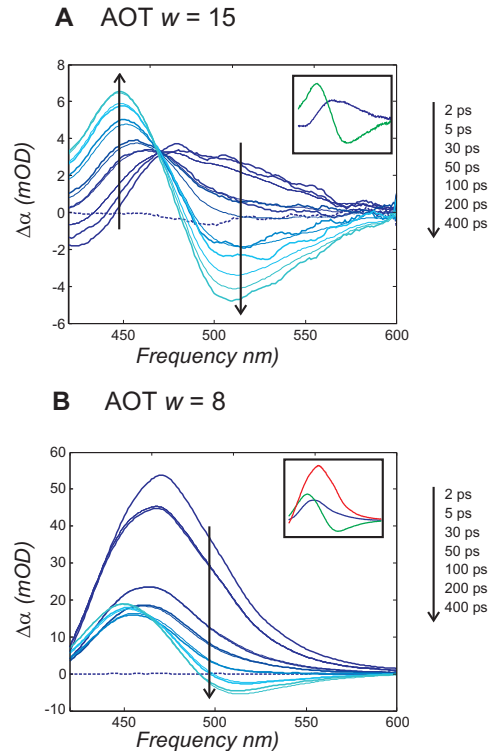 A AOT w = 15
8
6
4
2
0
-2
-4
-6
Δα (mOD)
450
500
550
600
Frequency nm)
2 ps
5 ps
30 ps
50 ps
100 ps
200 ps
400 ps
B AOT w = 8
60
50
40
30
20
10
0
-10
Δα (mOD)
450
500
550
600
Frequency nm)
2 ps
5 ps
30 ps
50 ps
100 ps
200 ps
400 ps